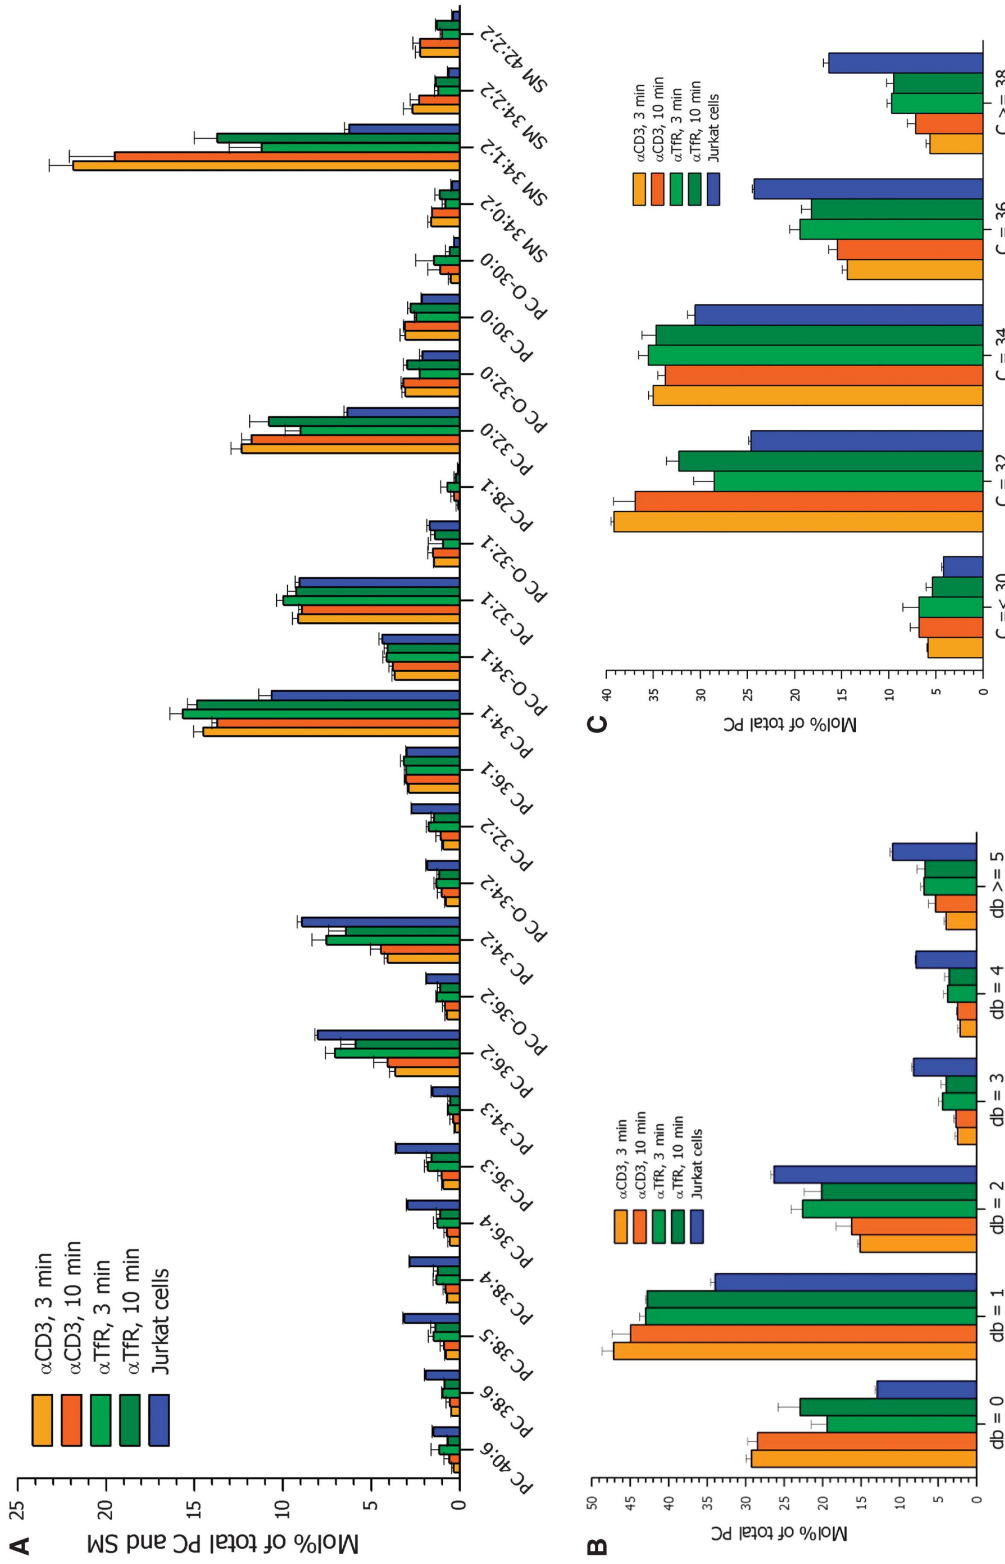 A
Mol% of total PC and SM
25
20
15
10
5
0
αCD3, 3 min
αCD3, 10 min
αTfR, 3 min
αTfR, 10 min
Jurkat cells
PC 40:6
PC 38:6
PC 38:5
PC 38:4
PC 36:4
PC 36:3
PC 34:3
PC 36:2
PC O-36:2
PC 34:2
PC O-34:2
PC 32:2
PC 36:1
PC 34:1
PC O-34:1
PC 32:1
PC O-32:1
PC 28:1
PC 32:0
PC O-32:0
PC 30:0
PC O-30:0
SM 34:0;2
SM 34:1;2
SM 34:2;2
SM 42:2;2
B
Mol% of total PC
50
45
40
35
30
25
20
15
10
5
0
αCD3, 3 min
αCD3, 10 min
αTfR, 3 min
αTfR, 10 min
Jurkat cells
db = 0
db = 1
db = 2
db = 3
db = 4
db >= 5
C
Mol% of total PC
40
35
30
25
20
15
10
5
0
αCD3, 3 min
αCD3, 10 min
αTfR, 3 min
αTfR, 10 min
Jurkat cells
C =< 30
C = 32
C = 34
C = 36
C >= 38